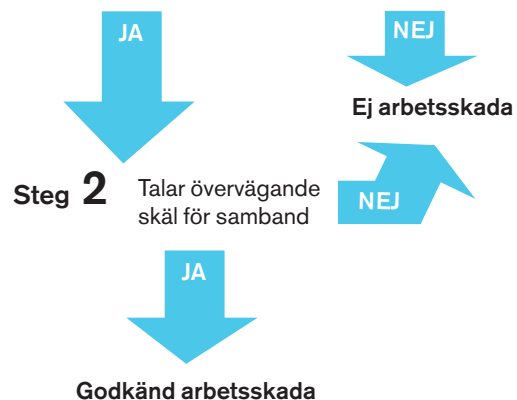 JA
NEJ
Ej arbetsskada
Steg 2
Talar övervägande
skäl för samband
NEJ
JA
Godkänd arbetsskada